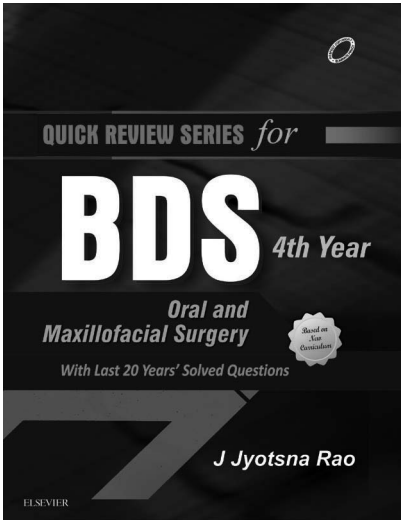 QUICK REVIEW SERIES for
BDS
4th Year
Oral and
Maxillofacial Surgery
Based on
New
Curriculum
With Last 20 Years' Solved Questions
J Jyotsna Rao
ELSEVIER